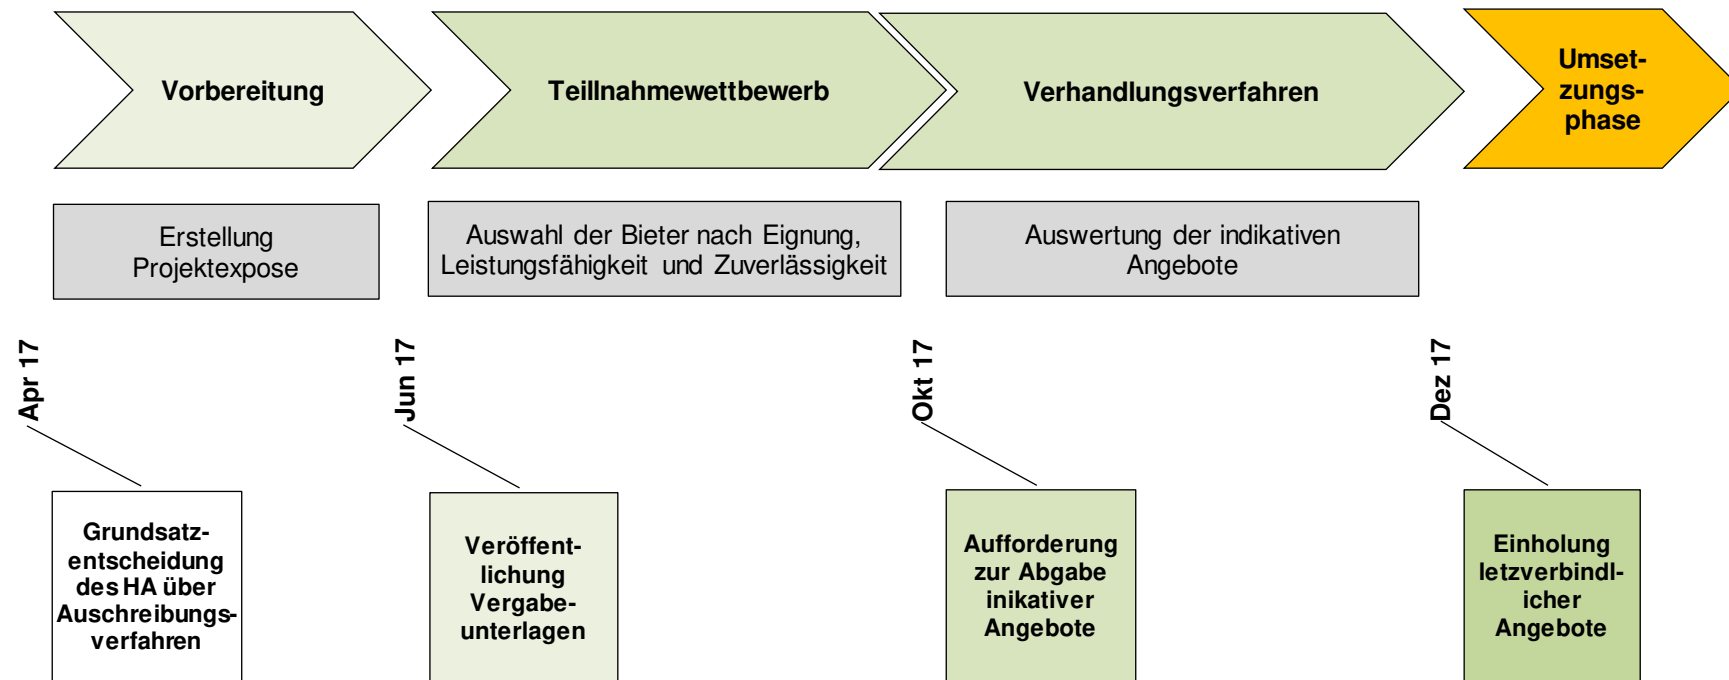 Vorbereitung
Teillnahmewettbewerb
Verhandlungsverfahren
Umset-
zungs-
phase
Erstellung
Projektexpose
Auswahl der Bieter nach Eignung,
Leistungsfähigkeit und Zuverlässigkeit
Auswertung der indikativen
Angebote
Apr 17
Jun 17
Okt 17
Dez 17
Grundsatz-
entscheidung
des HA über
Auschreibungs-
verfahren
Veröffent-
lichung
Vergabe-
unterlagen
Aufforderung
zur Abgabe
inikativer
Angebote
Einholung
letzverbindl-
icher
Angebote